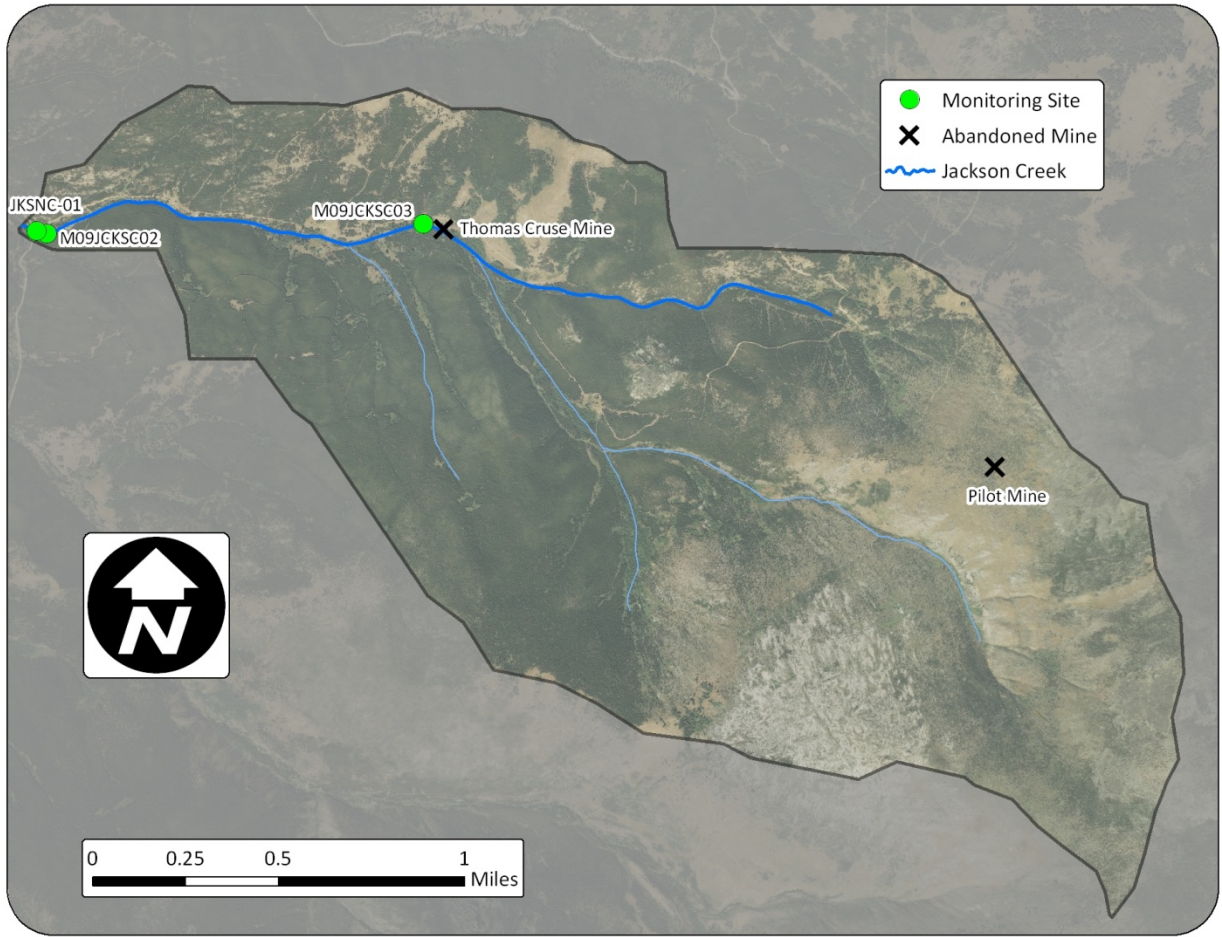 Monitoring Site
Abandoned Mine
Jackson Creek
JKSNC-01
M09JCKSC02
M09JCKSC03
Thomas Cruse Mine
Pilot Mine
N
0 0.25 0.5 1
Miles